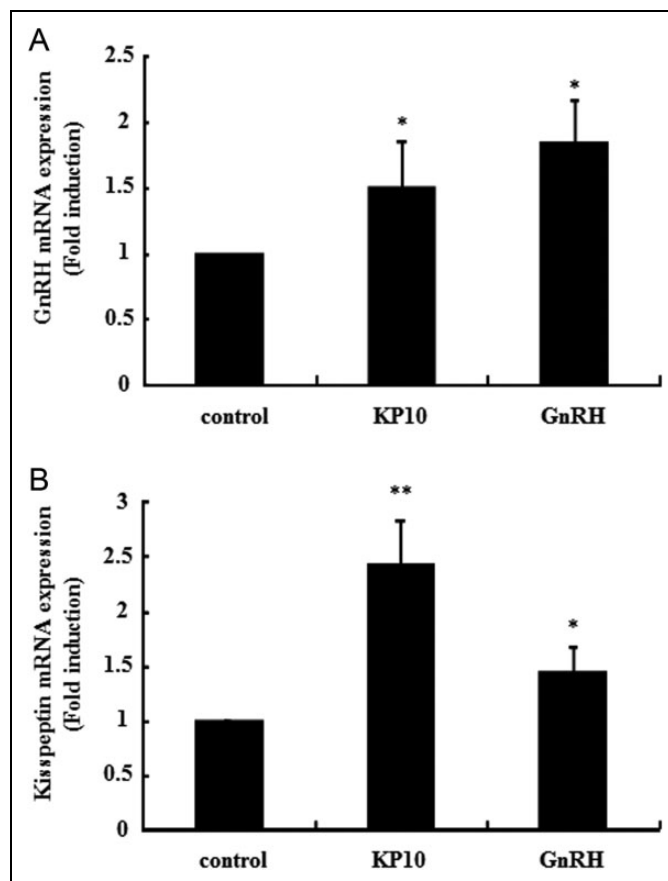 A
GnRH mRNA expression
(Fold induction)
2.5
2
1.5
1
0.5
0
*
*
control KP10 GnRH
B
Kisspeptin mRNA expression
(Fold induction)
3
2.5
2
1.5
1
0.5
0
**
*
control KP10 GnRH